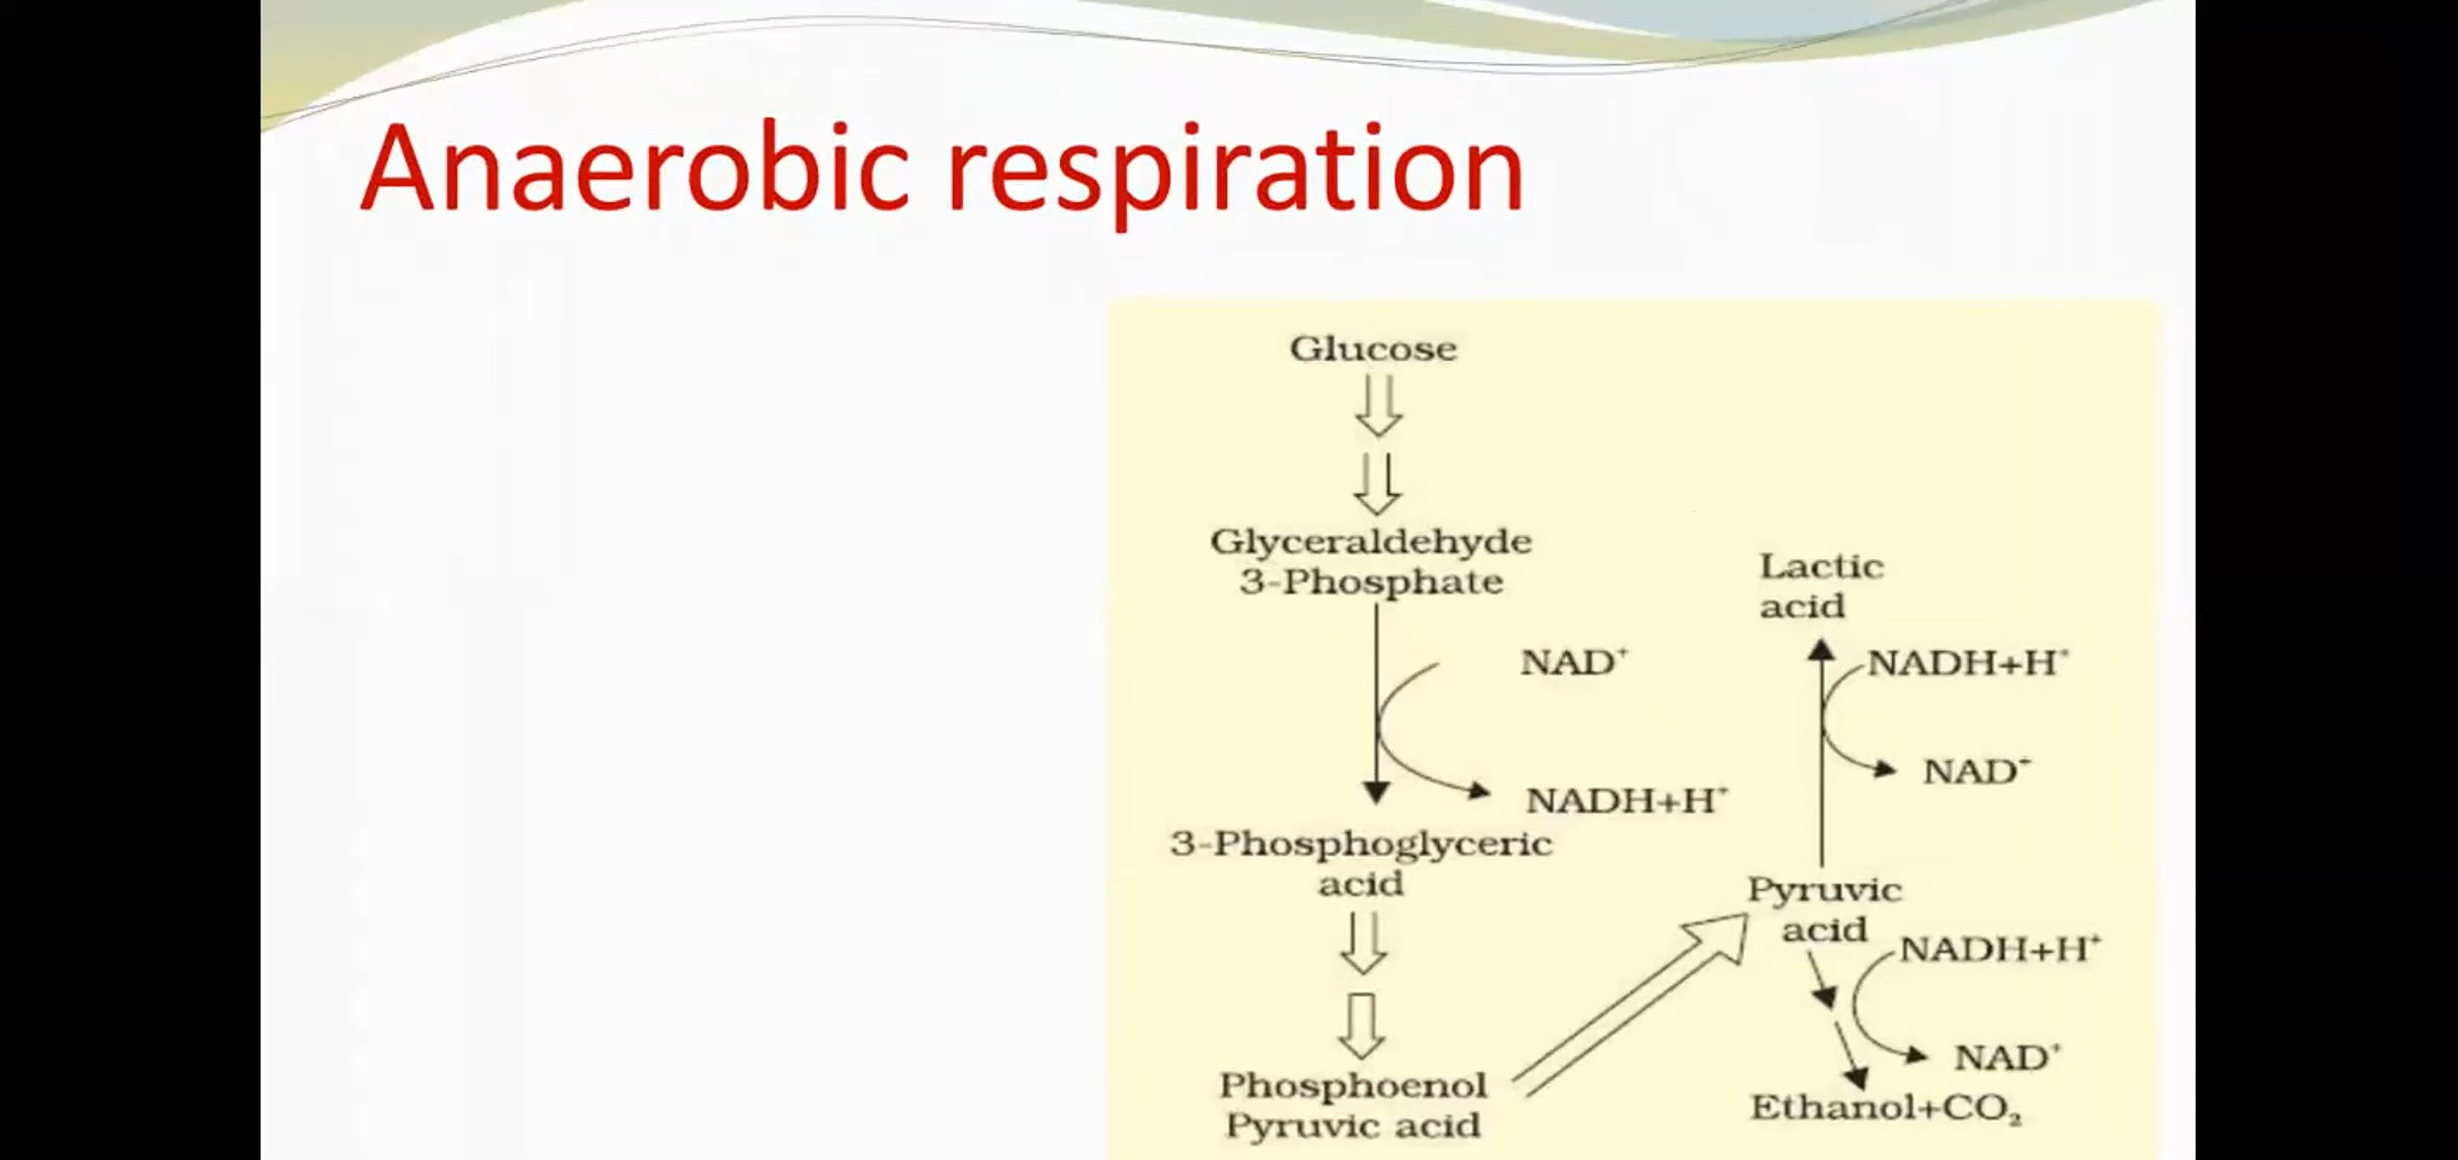 Anaerobic respiration
Glucose
Glyceraldehyde
3-Phosphate
NAD⁺
NADH+H⁺
3-Phosphoglyceric
acid
Phosphoenol
Pyruvic acid
Lactic
acid
NADH+H⁺
NAD⁺
Pyruvic
acid
NADH+H⁺
NAD⁺
Ethanol+CO₂